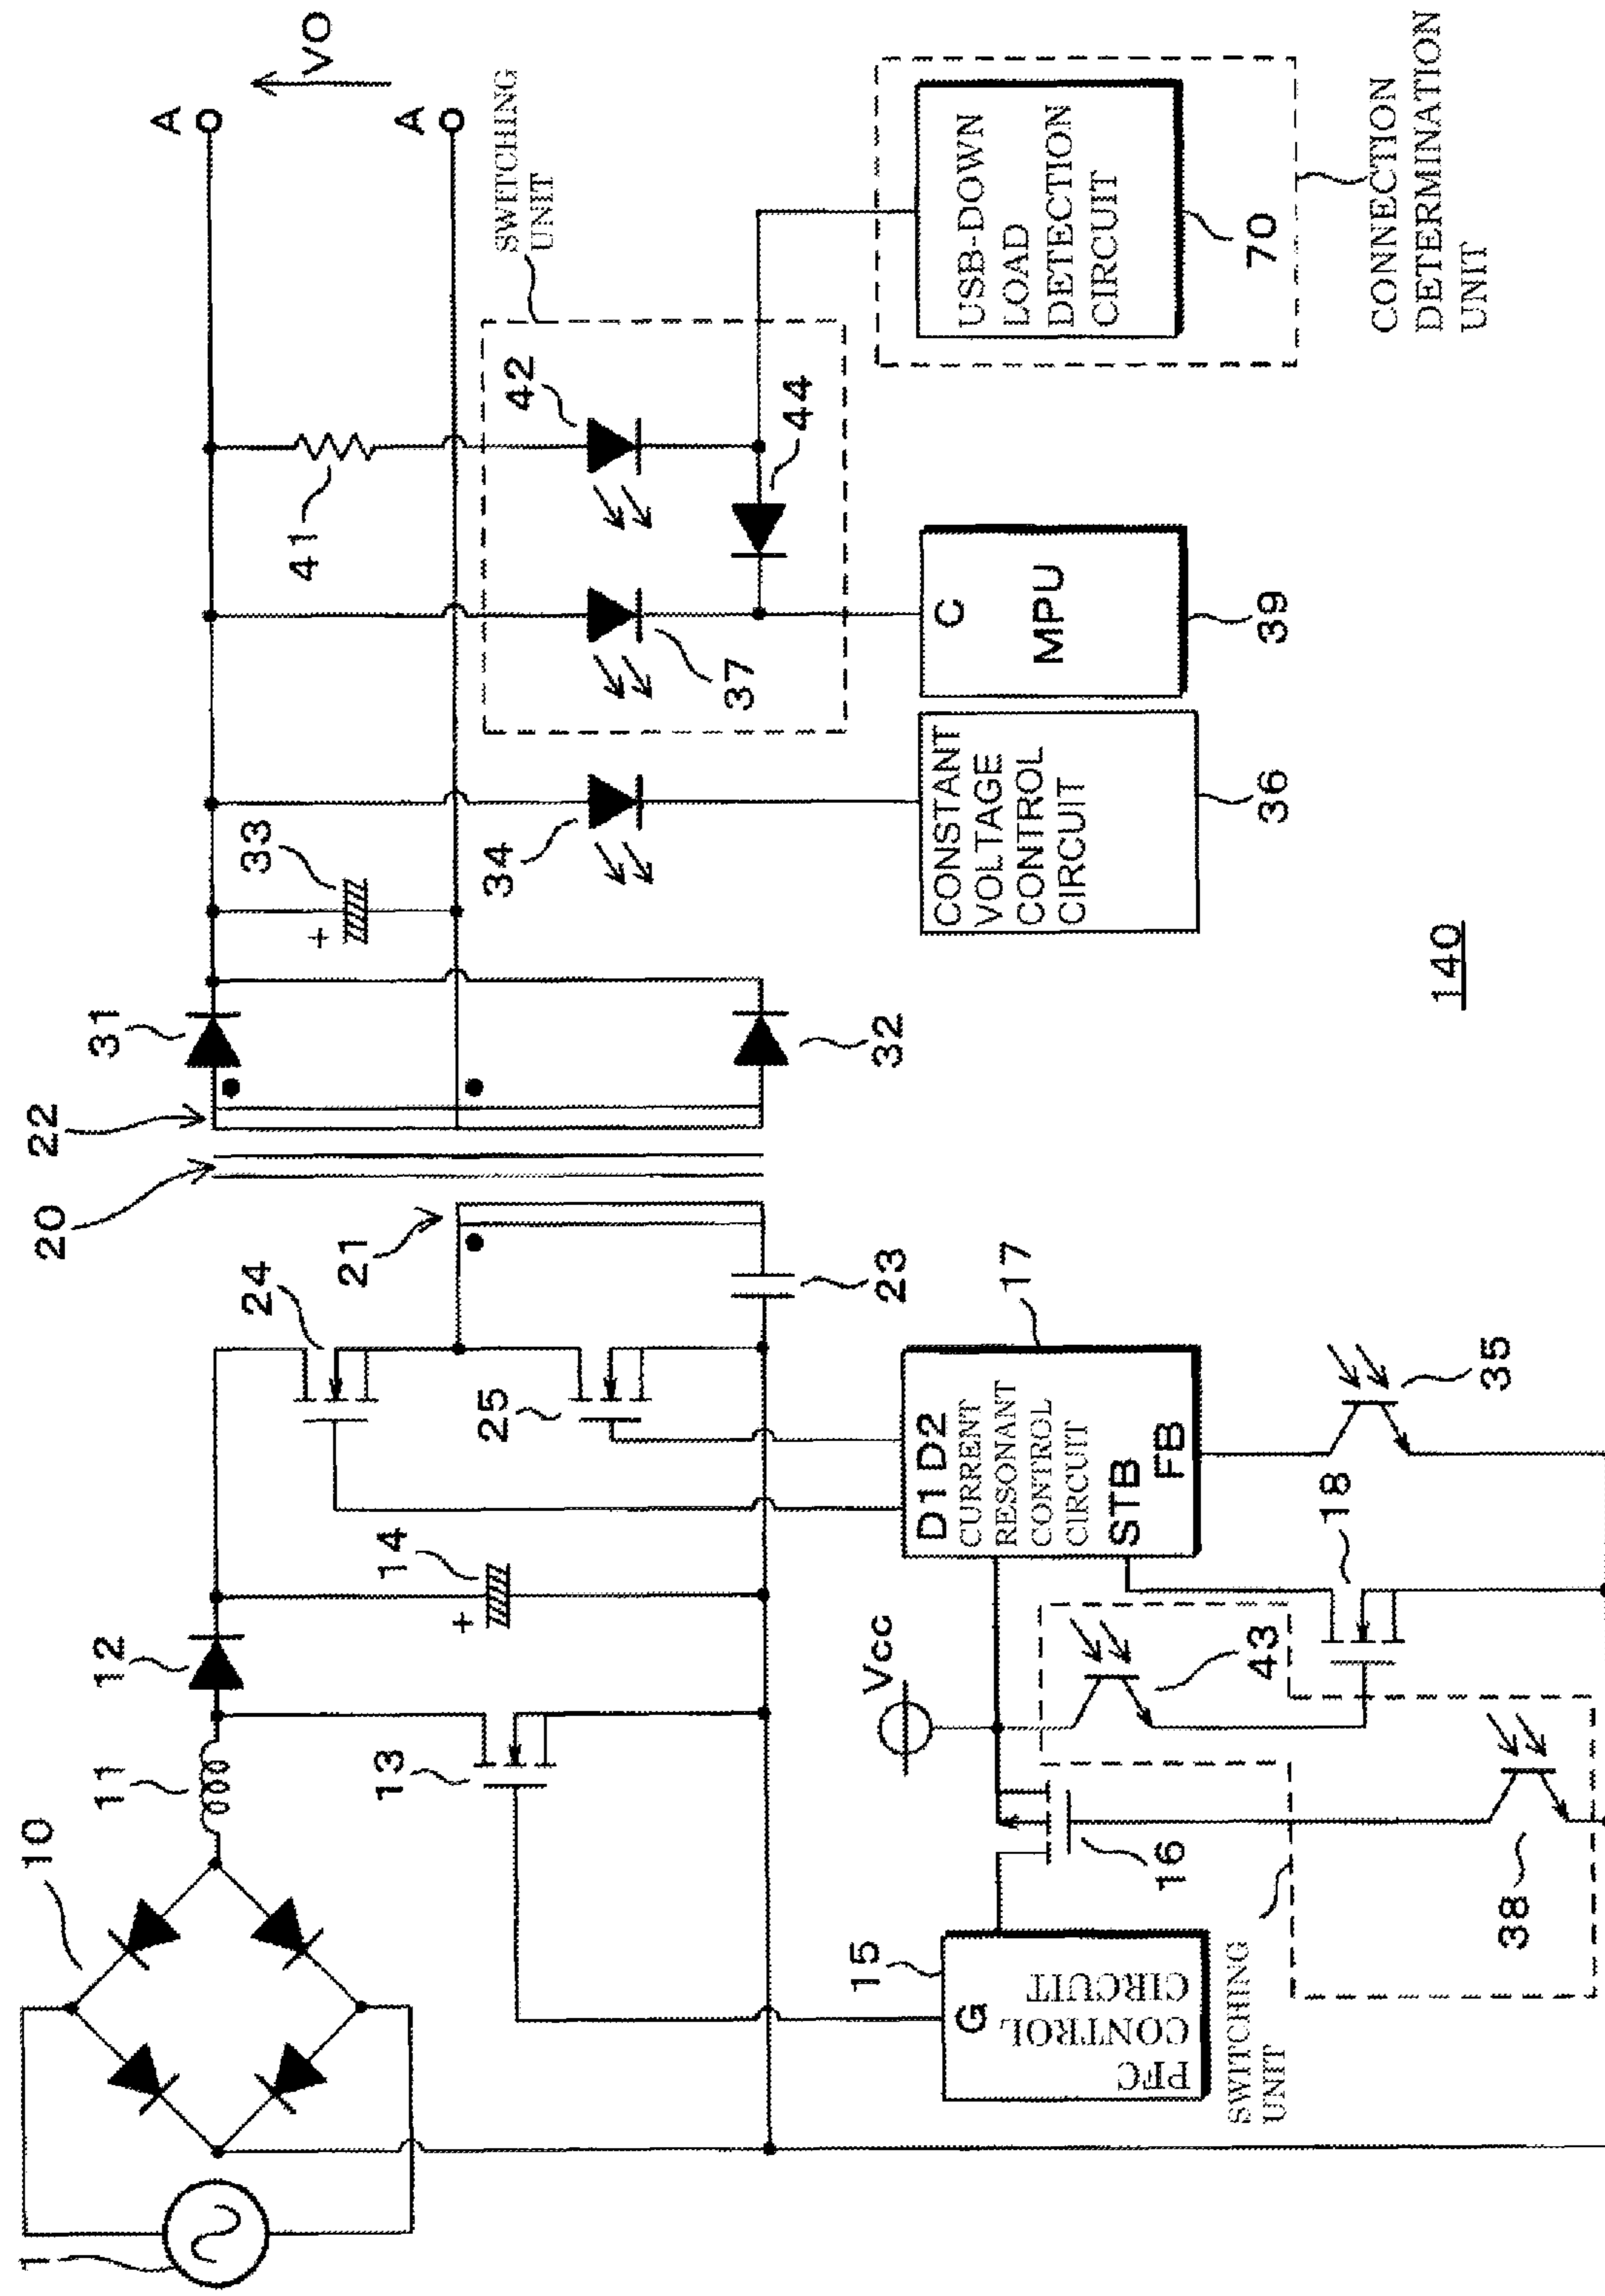 1
10
11
12
13
14
24
25
21
20
22
23
31
32
33
34
41
42
44
37
A
A
VO
SWITCHING
UNIT
USB-DOWN
LOAD
DETECTION
CIRCUIT
70
CONNECTION
DETERMINATION
UNIT
C
MPU
39
CONSTANT
VOLTAGE
CONTROL
CIRCUIT
36
D1 D2
CURRENT
RESONANT
CONTROL
CIRCUIT
STB
FB
17
35
18
Vcc
43
16
38
15
G
PFC
CONTROL
CIRCUIT
SWITCHING
UNIT
+
+
140